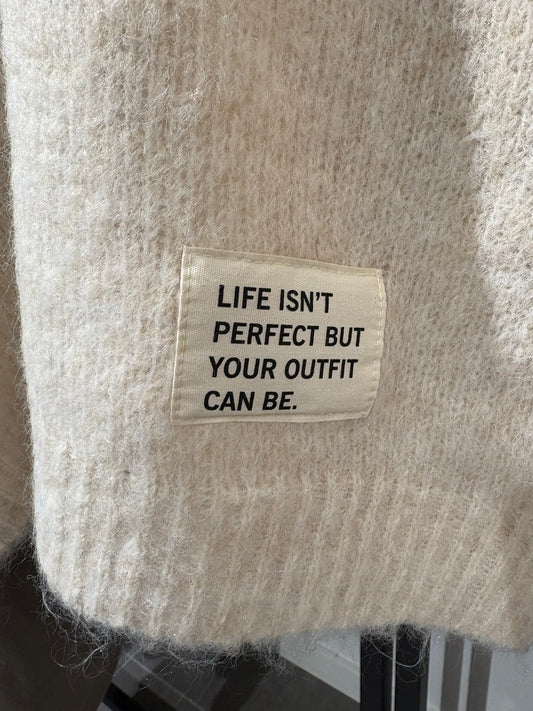 LIFE ISN'T
PERFECT BUT
YOUR OUTFIT
CAN BE.